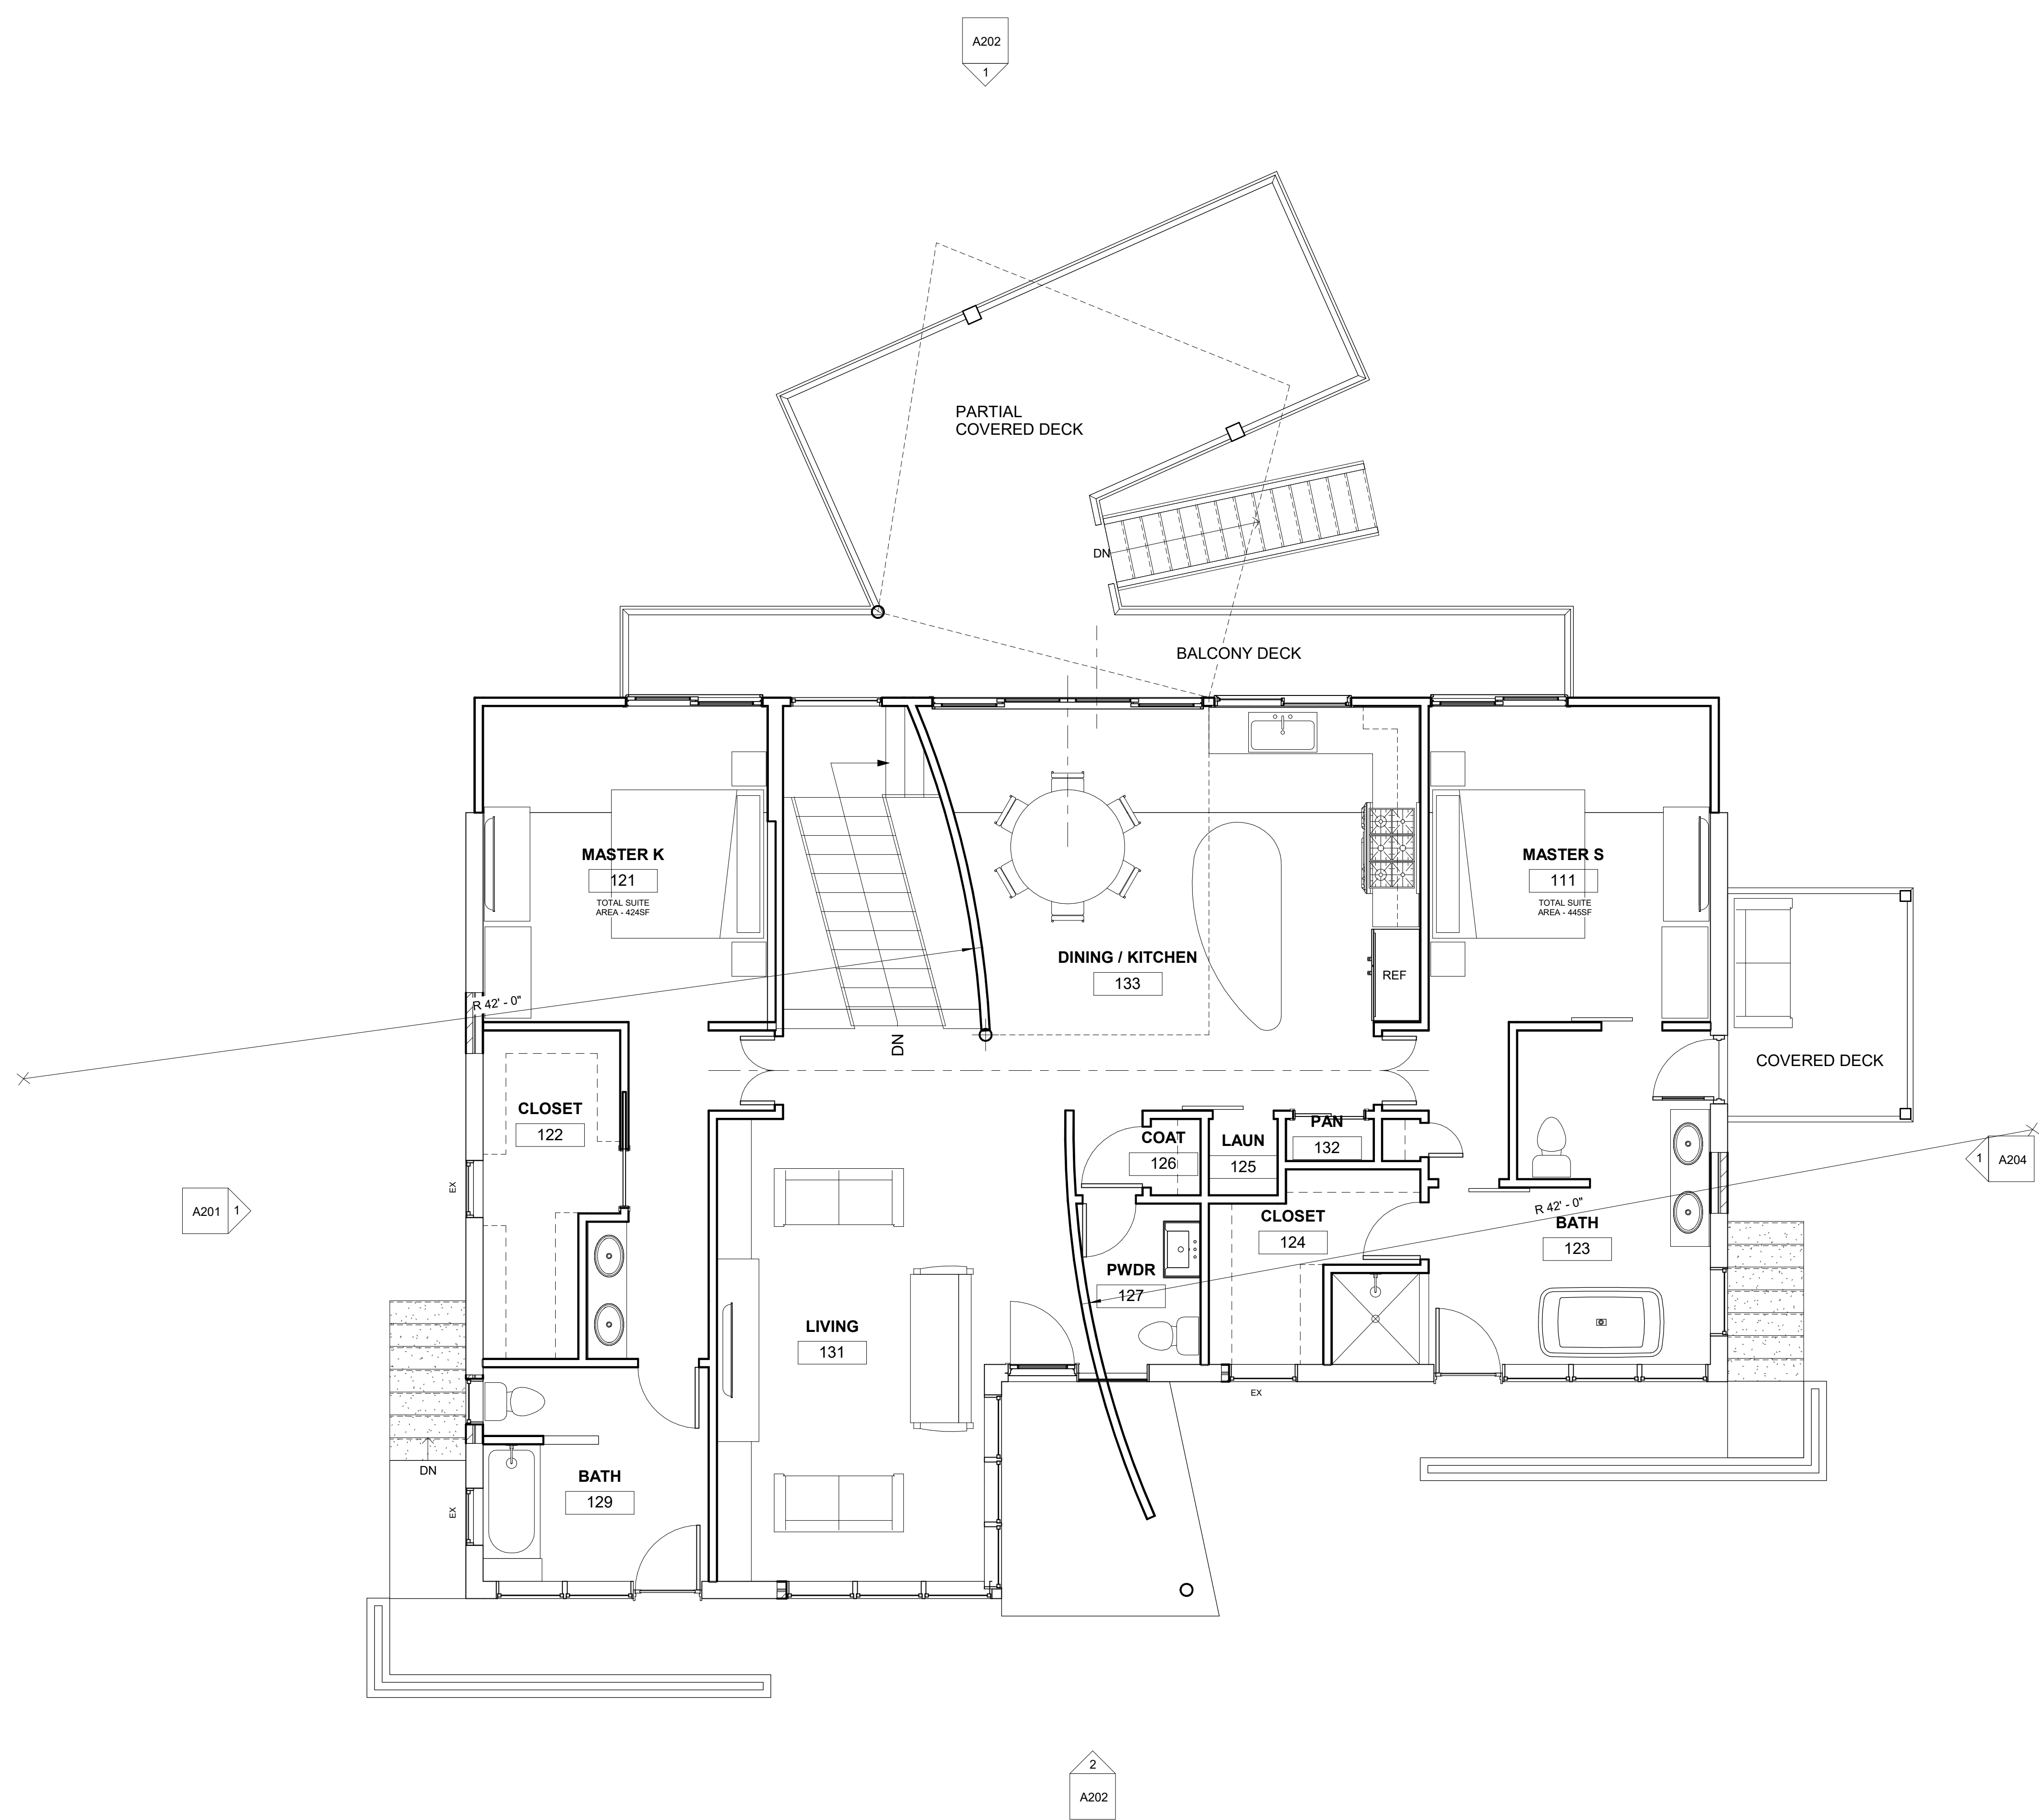 A202
1
PARTIAL
COVERED DECK
DN
BALCONY DECK
MASTER K
121
TOTAL SUITE
AREA - 424SF
MASTER S
111
TOTAL SUITE
AREA - 445SF
DINING / KITCHEN
133
REF
R 42' - 0"
DN
COVERED DECK
CLOSET
122
COAT
126
LAUN
125
PAN
132
1
A204
EX
A201
1
R 42' - 0"
CLOSET
124
BATH
123
PWDR
127
LIVING
131
EX
DN
BATH
129
EX
2
A202